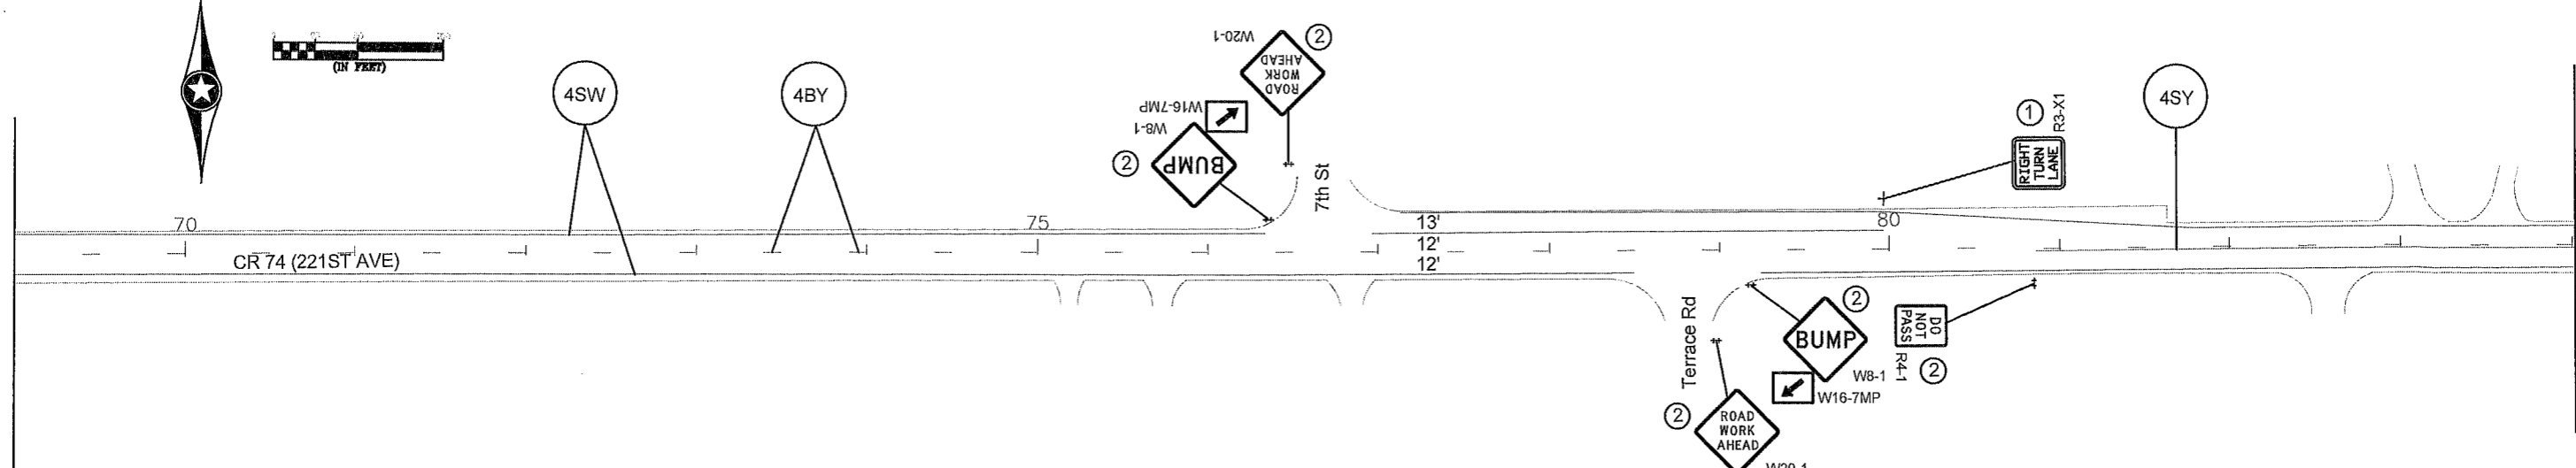 (IN FEET)
4SW
4BY
W20-1
2
ROAD
WORK
AHEAD
W16-7MP
W8-1
2
BUMP
7th St
1
R3-X1
RIGHT
TURN
LANE
4SY
70
75
80
13'
12'
12'
CR 74 (221ST AVE)
Terrace Rd
2
BUMP
W8-1
W16-7MP
DO
NOT
PASS
R4-1
2
2
ROAD
WORK
AHEAD
W20-1